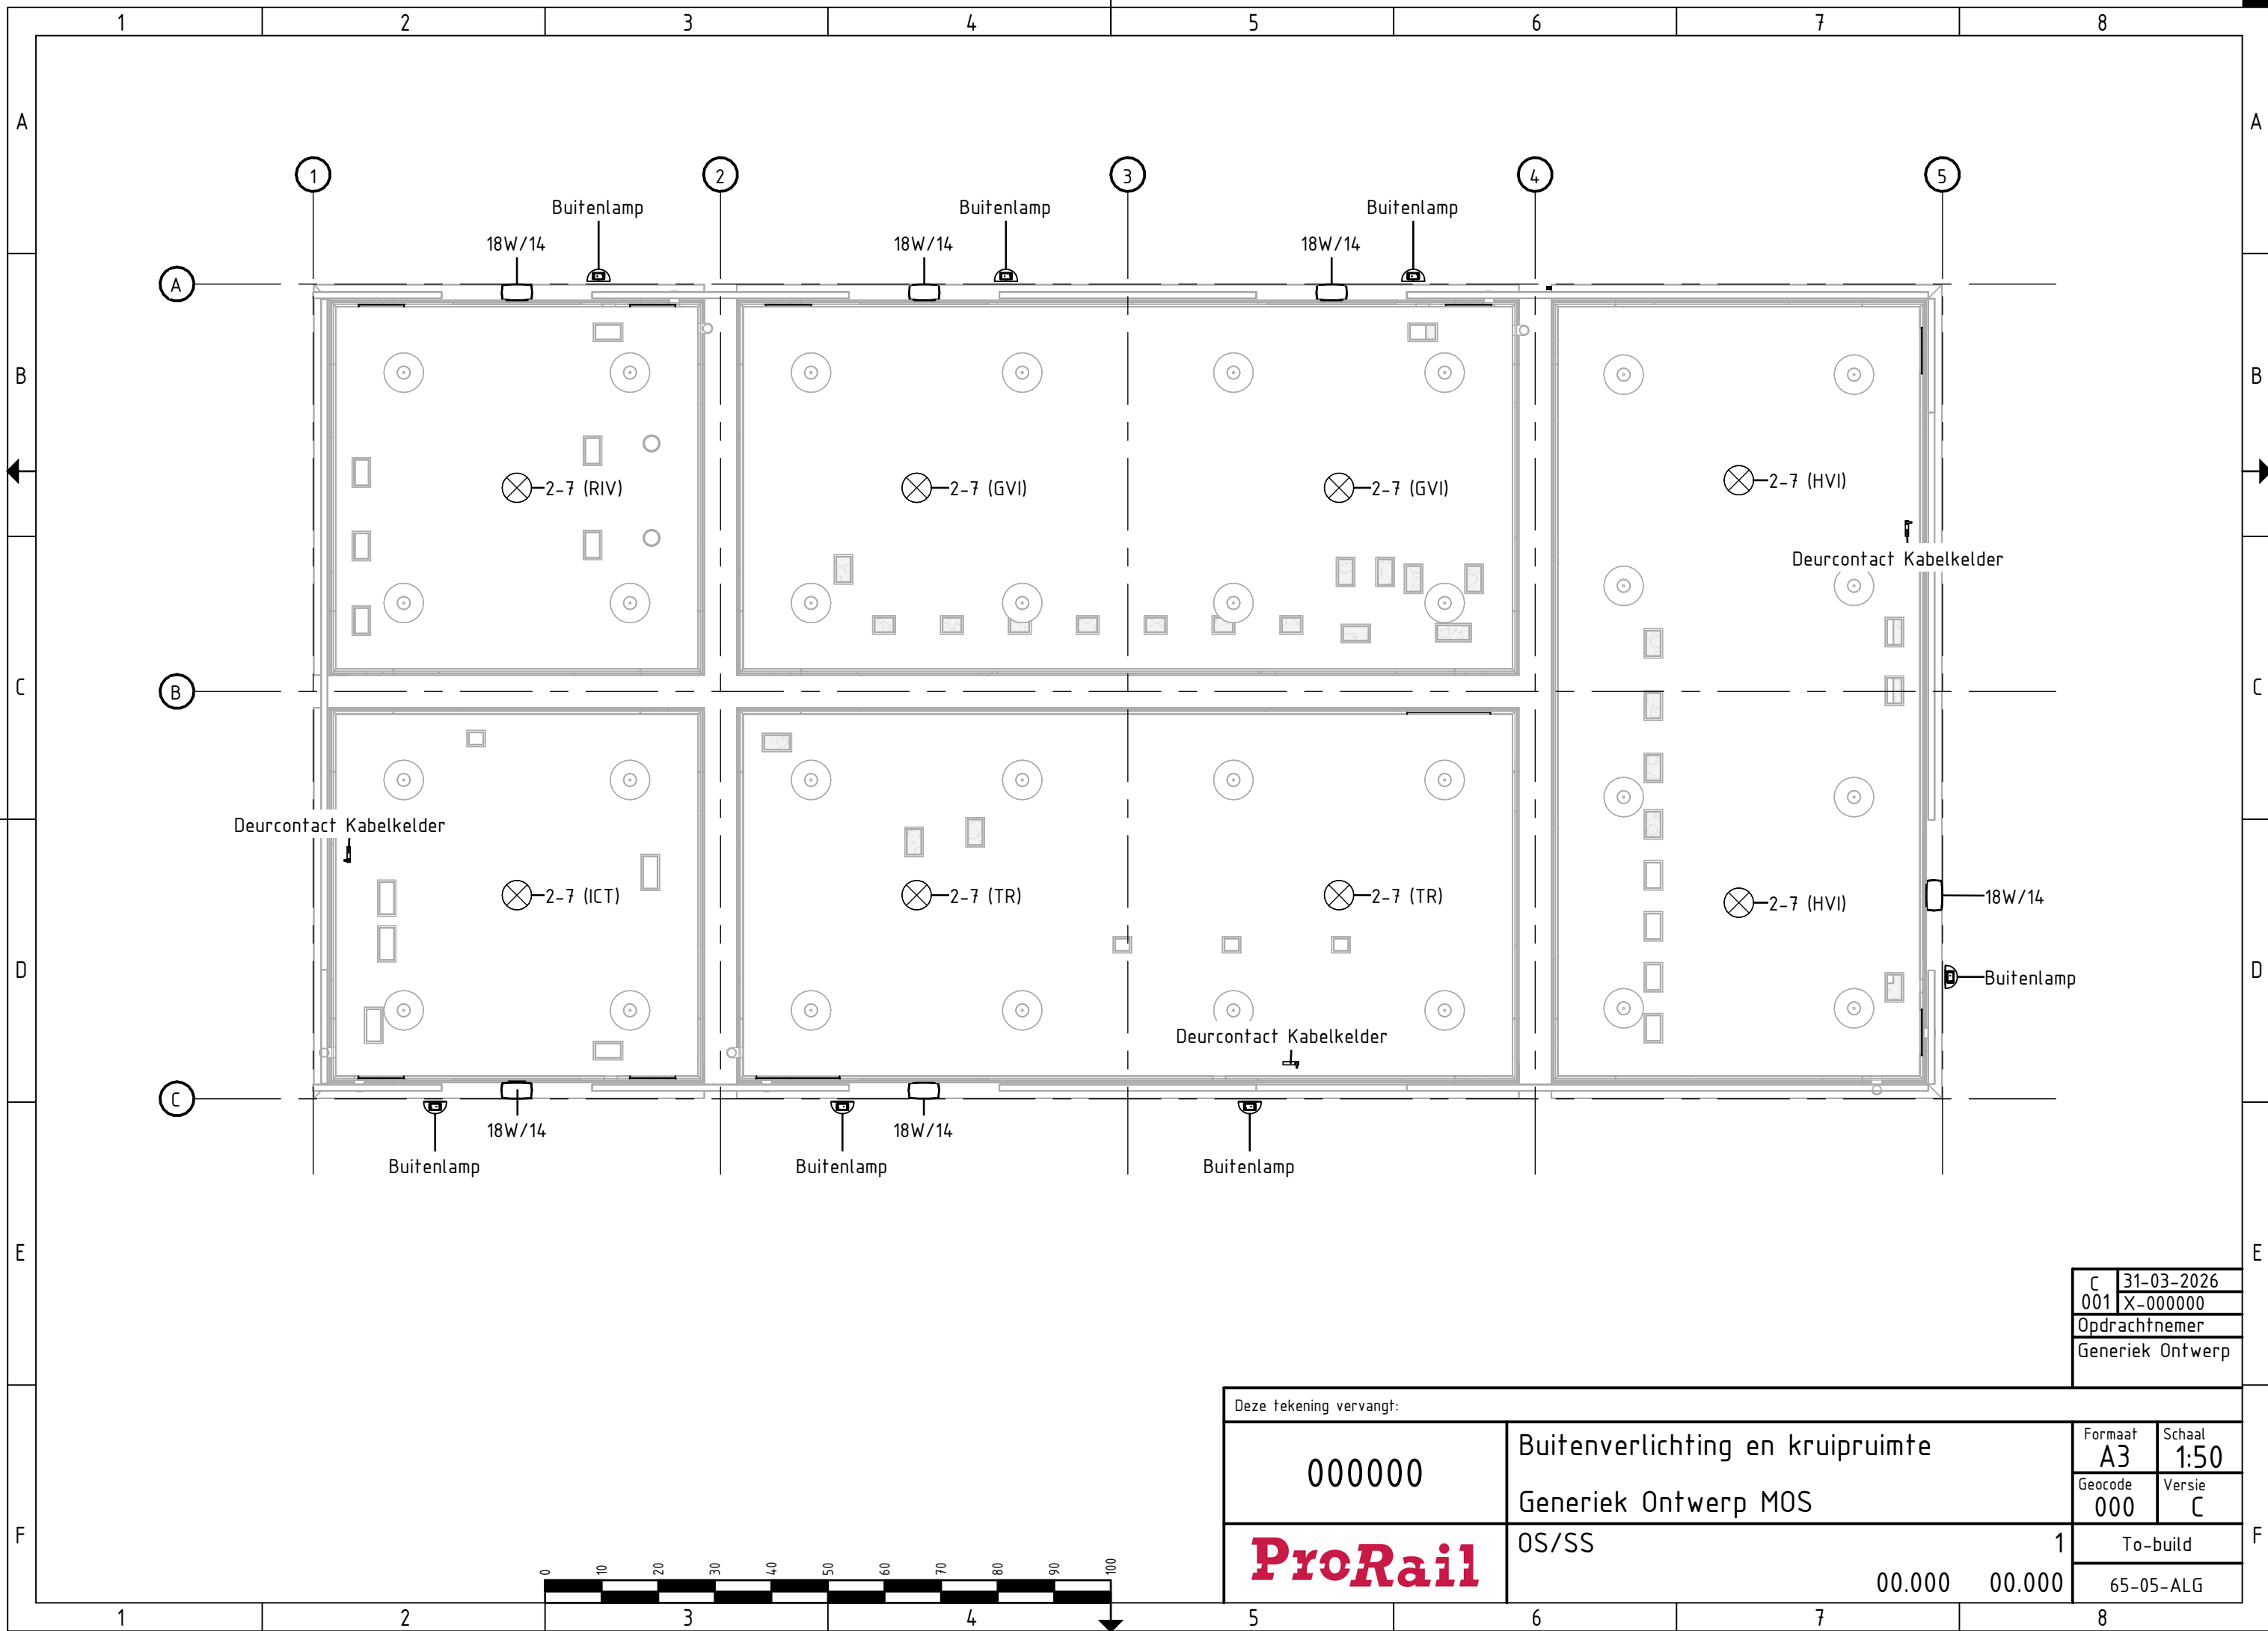 1 2 3 4 5 6 7 8
A A
1 2 3 4 5
Buitenlamp Buitenlamp Buitenlamp
18W/14 18W/14 18W/14
A
B B
2-7 (RIV) 2-7 (GVI) 2-7 (GVI) 2-7 (HVI)
Deurcontact Kabelkelder
C B C
Deurcontact Kabelkelder
2-7 (ICT) 2-7 (TR) 2-7 (TR) 2-7 (HVI) 18W/14
D D
Buitenlamp
Deurcontact Kabelkelder
C
18W/14 18W/14
Buitenlamp Buitenlamp Buitenlamp
E E
C 31-03-2026
001 X-000000
Opdrachtnemer
Generiek Ontwerp
Deze tekening vervangt:
000000
Buitenverlichting en kruipruimte
Generiek Ontwerp MOS
Formaat Schaal
A3 1:50
Geocode Versie
000 C
F F
ProRail
OS/SS 1
00.000 00.000
To-build
65-05-ALG
0 10 20 30 40 50 60 70 80 90 100
1 2 3 4 5 6 7 8